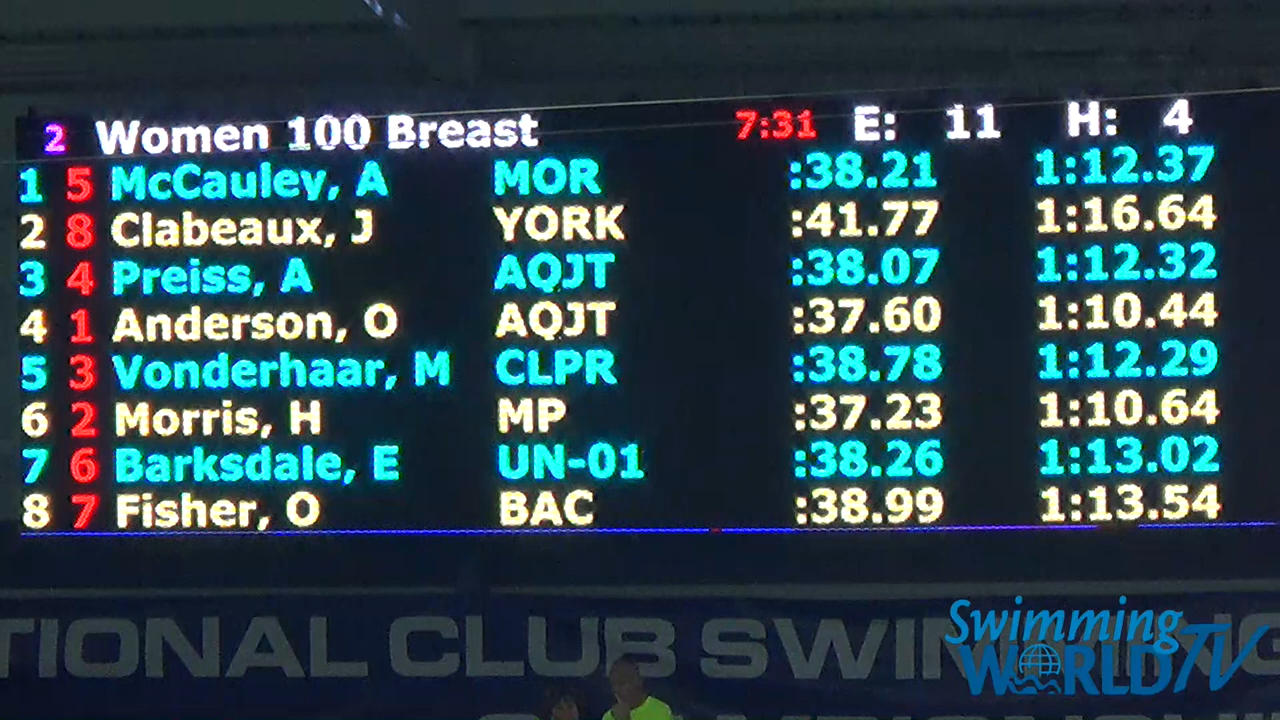 2 Women 100 Breast 7:31 E: 11 H: 4
1 5 McCauley, A MOR :38.21 1:12.37
2 8 Clabeaux, J YORK :41.77 1:16.64
3 4 Preiss, A AQJT :38.07 1:12.32
4 1 Anderson, O AQJT :37.60 1:10.44
5 3 Vonderhaar, M CLPR :38.78 1:12.29
6 2 Morris, H MP :37.23 1:10.64
7 6 Barksdale, E UN-01 :38.26 1:13.02
8 7 Fisher, O BAC :38.99 1:13.54
TIONAL CLUB SWIMMING
Swimming
WORLD TV